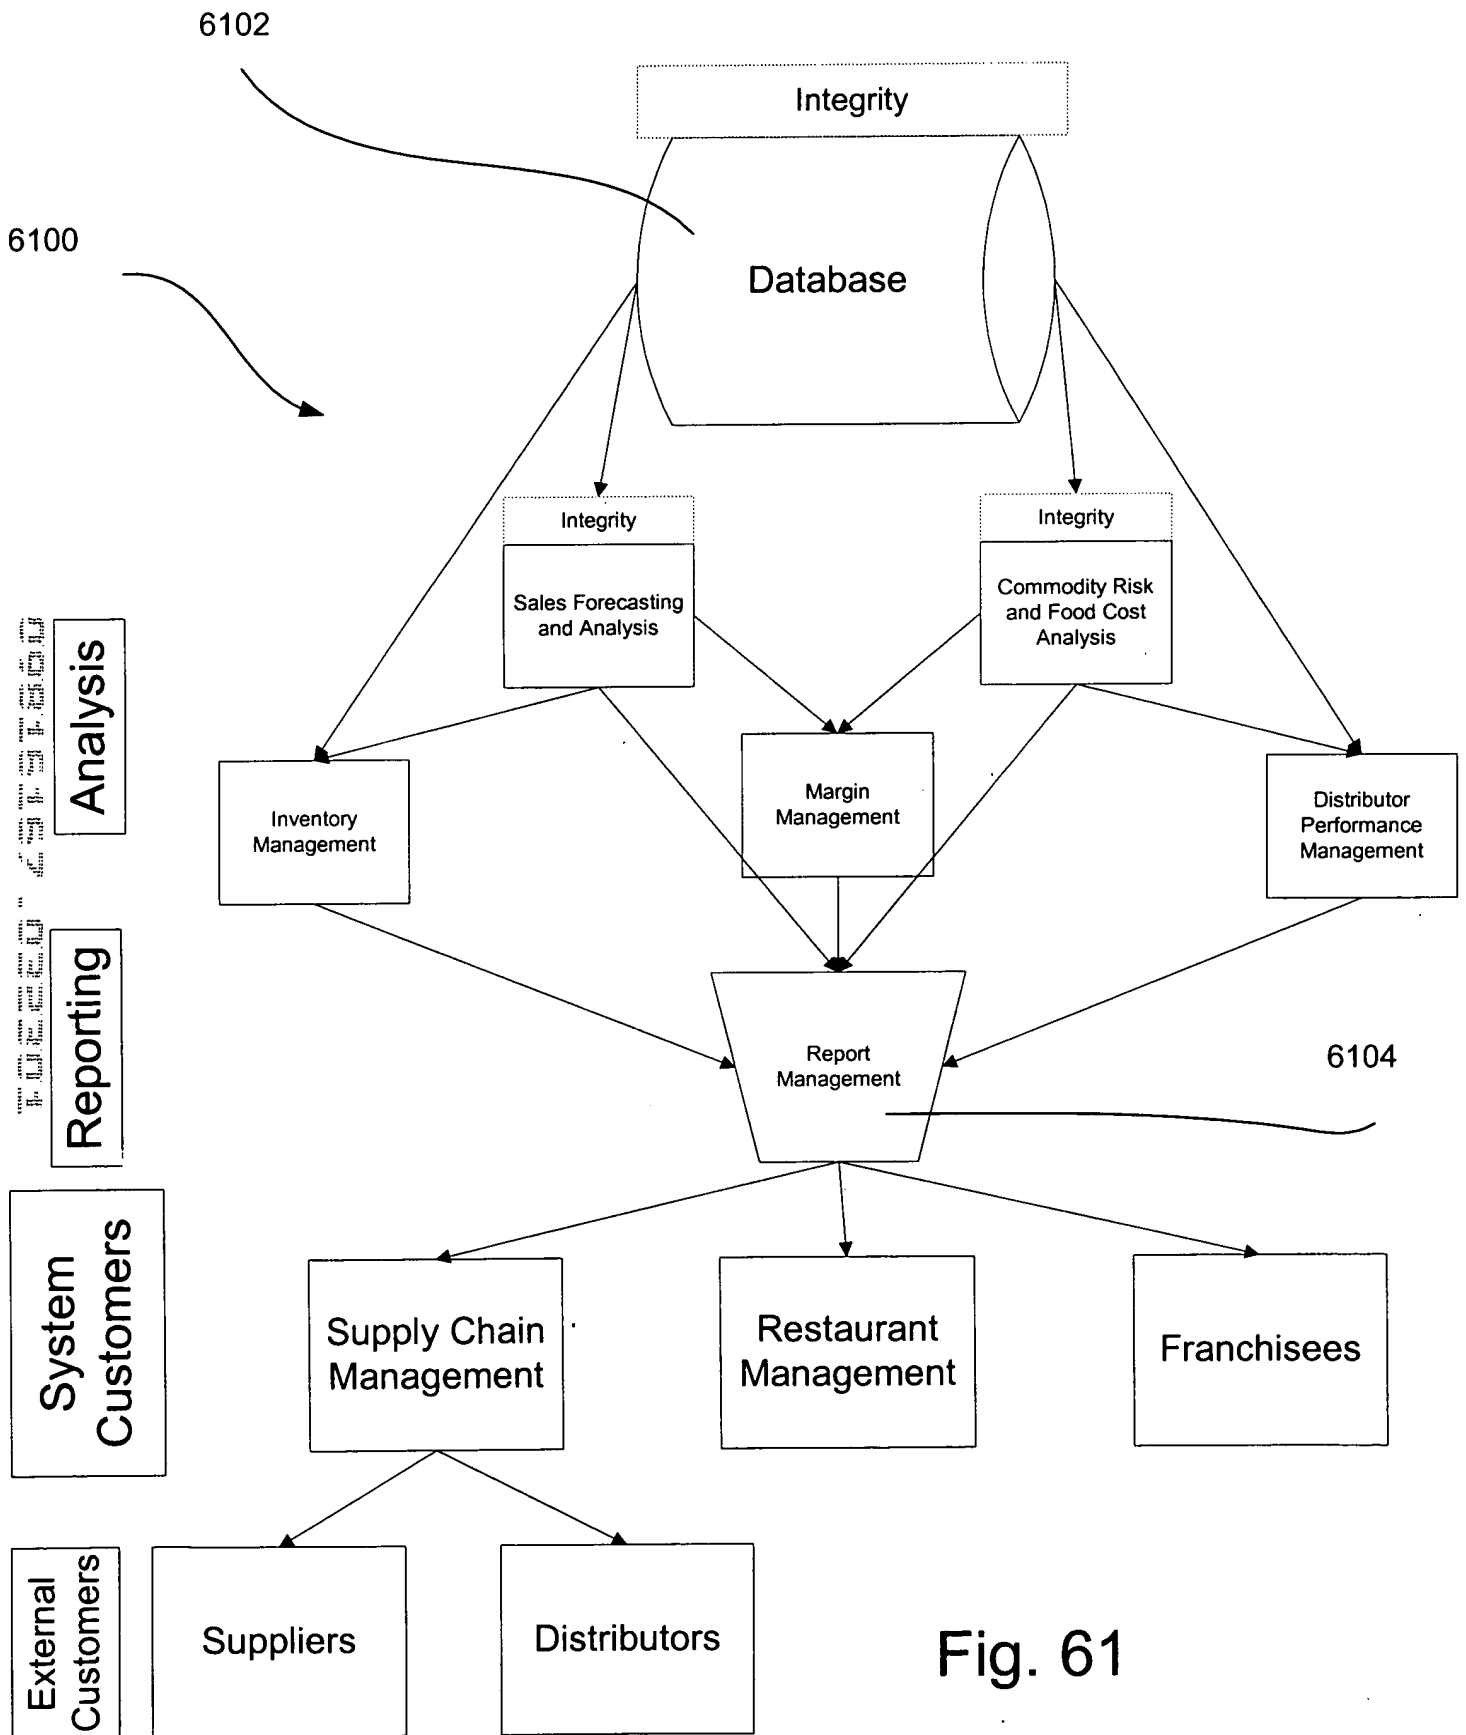 6102
Integrity
6100
Database
Integrity
Integrity
Sales Forecasting
and Analysis
Commodity Risk
and Food Cost
Analysis
Analysis
Inventory
Management
Margin
Management
Distributor
Performance
Management
Reporting
Report
Management
6104
System
Customers
Supply Chain
Management
Restaurant
Management
Franchisees
External
Customers
Suppliers
Distributors
Fig. 61